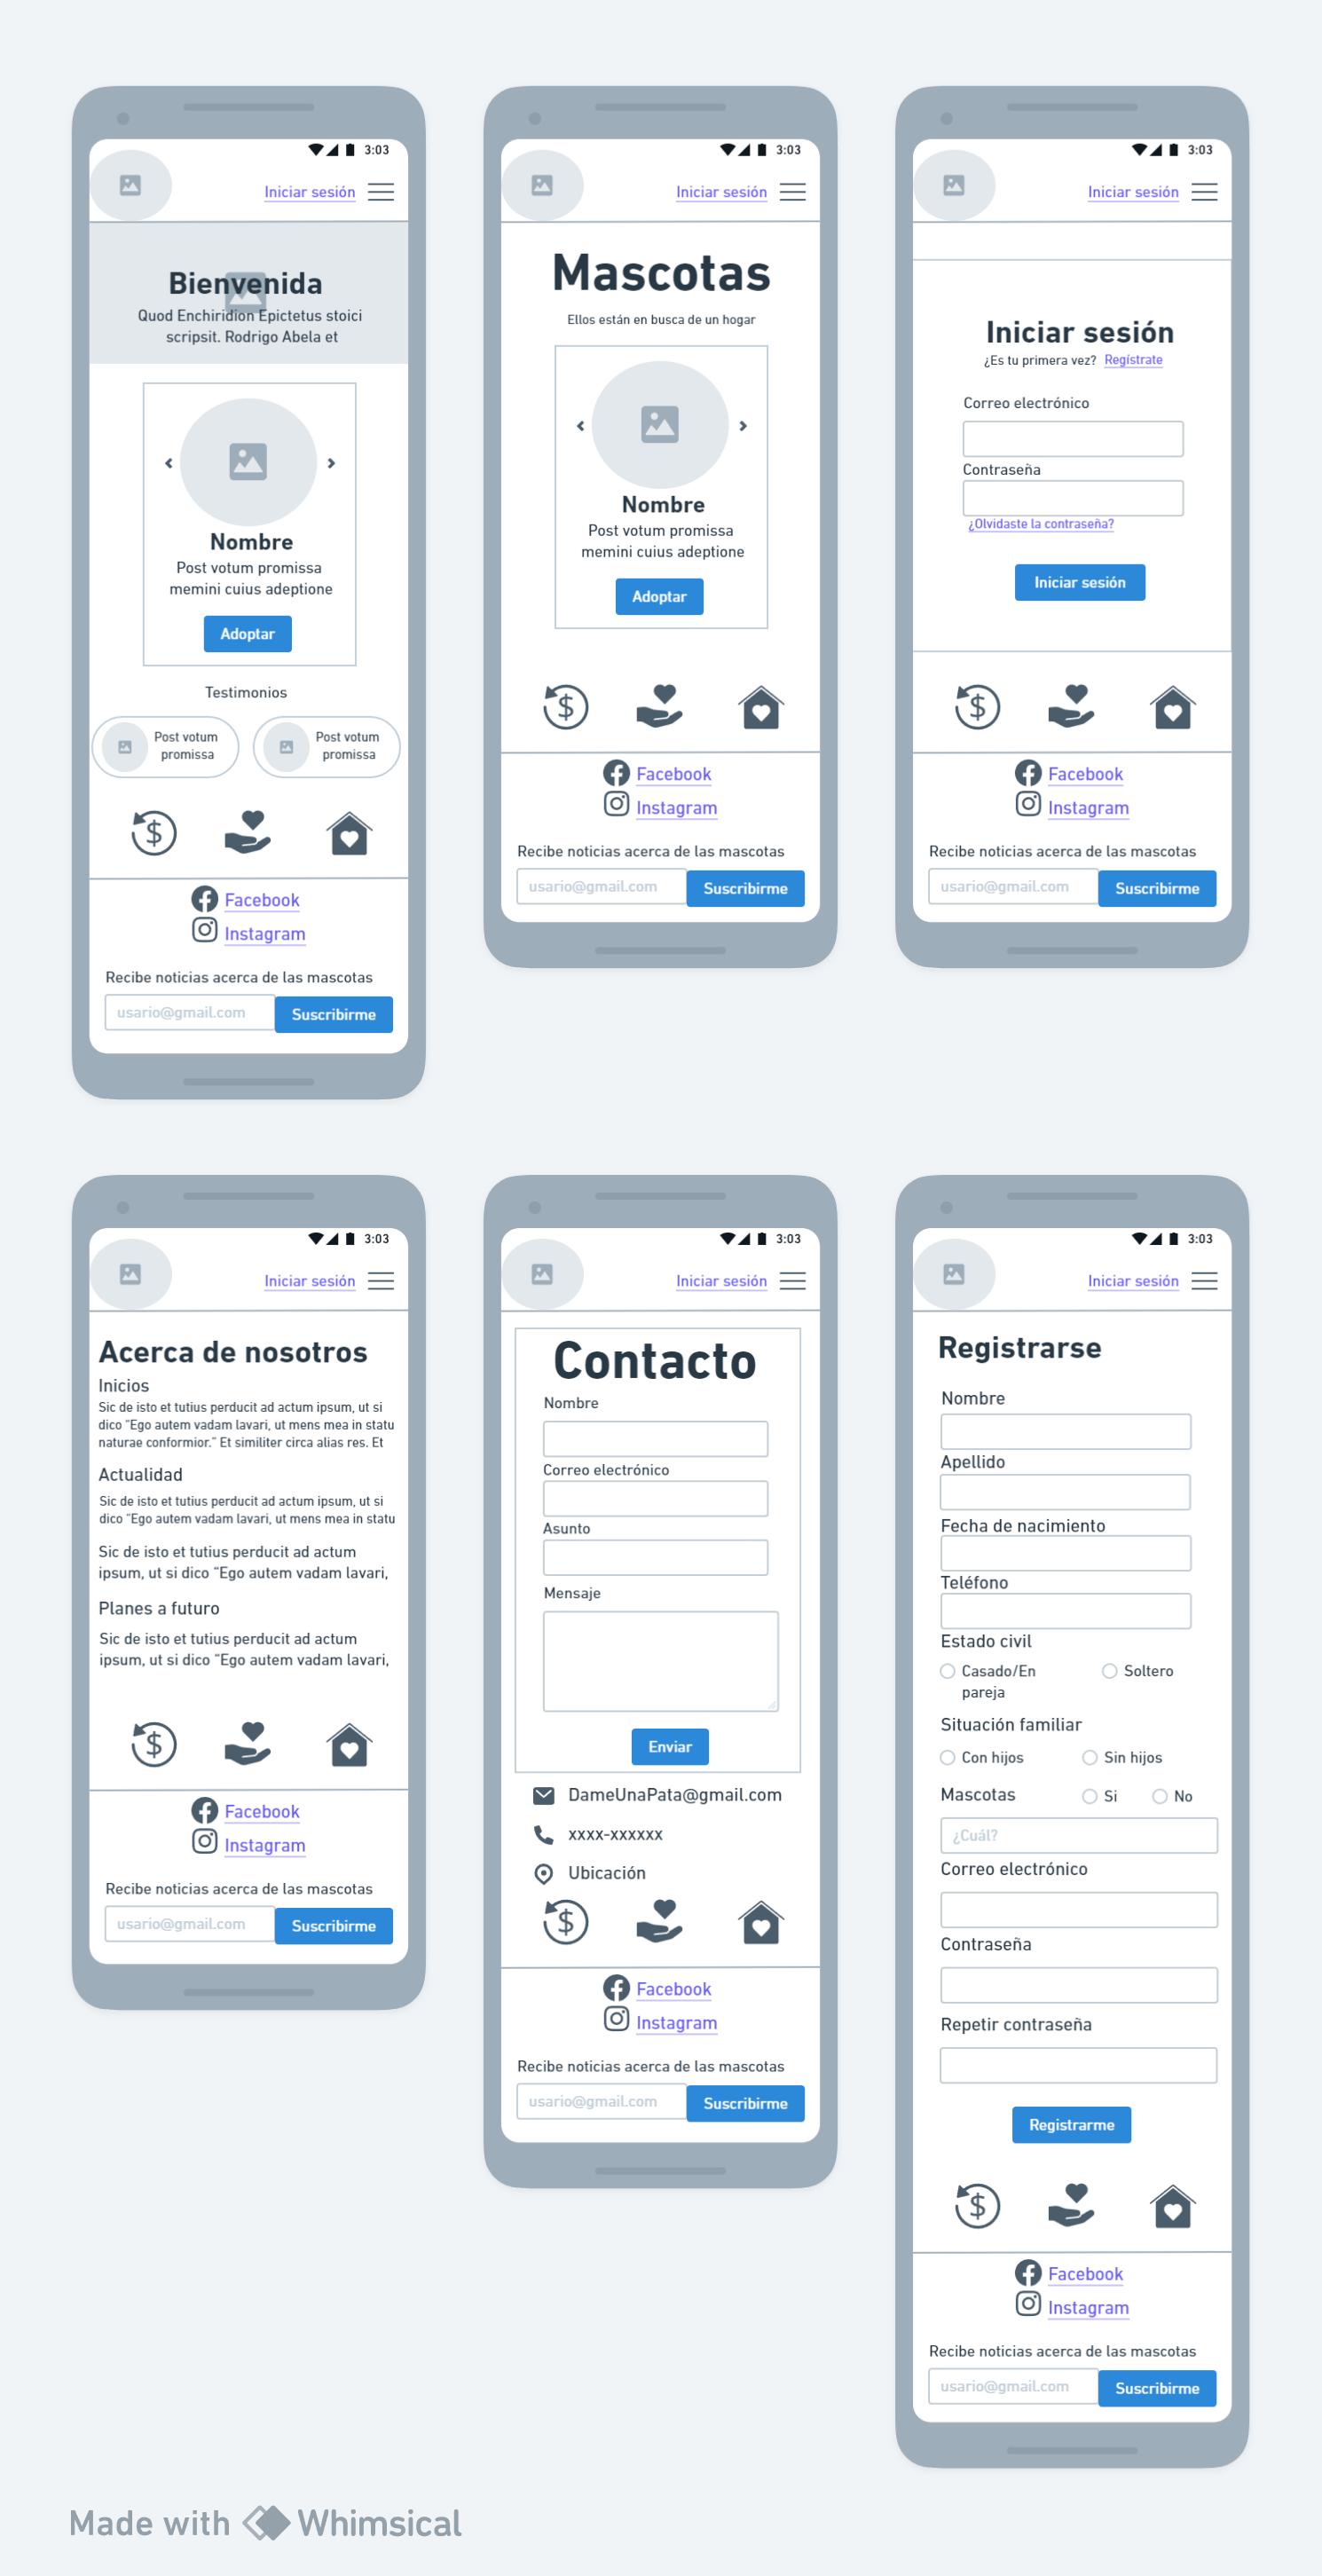 3:03
Iniciar sesión
Bienvenida
Quod Enchiridion Epictetus stoici
scripsit. Rodrigo Abela et
Nombre
Post votum promissa
memini cuius adeptione
Adoptar
Testimonios
Post votum
promissa
Post votum
promissa
Facebook
Instagram
Recibe noticias acerca de las mascotas
usario@gmail.com
Suscribirme
3:03
Iniciar sesión
Mascotas
Ellos están en busca de un hogar
Nombre
Post votum promissa
memini cuius adeptione
Adoptar
Facebook
Instagram
Recibe noticias acerca de las mascotas
usario@gmail.com
Suscribirme
3:03
Iniciar sesión
Iniciar sesión
¿Es tu primera vez? Regístrate
Correo electrónico
Contraseña
¿Olvidaste la contraseña?
Iniciar sesión
Facebook
Instagram
Recibe noticias acerca de las mascotas
usario@gmail.com
Suscribirme
3:03
Iniciar sesión
Acerca de nosotros
Inicios
Sic de isto et tutius perducit ad actum ipsum, ut si
dico “Ego autem vadam lavari, ut mens mea in statu
naturae conformior.” Et similiter circa alias res. Et
Actualidad
Sic de isto et tutius perducit ad actum ipsum, ut si
dico “Ego autem vadam lavari, ut mens mea in statu
Sic de isto et tutius perducit ad actum
ipsum, ut si dico “Ego autem vadam lavari,
Planes a futuro
Sic de isto et tutius perducit ad actum
ipsum, ut si dico “Ego autem vadam lavari,
Facebook
Instagram
Recibe noticias acerca de las mascotas
usario@gmail.com
Suscribirme
3:03
Iniciar sesión
Contacto
Nombre
Correo electrónico
Asunto
Mensaje
Enviar
DameUnaPata@gmail.com
xxxx-xxxxxx
Ubicación
Facebook
Instagram
Recibe noticias acerca de las mascotas
usario@gmail.com
Suscribirme
3:03
Iniciar sesión
Registrarse
Nombre
Apellido
Fecha de nacimiento
Teléfono
Estado civil
Casado/En
pareja
Soltero
Situación familiar
Con hijos
Sin hijos
Mascotas
Si
No
¿Cuál?
Correo electrónico
Contraseña
Repetir contraseña
Registrarme
Facebook
Instagram
Recibe noticias acerca de las mascotas
usario@gmail.com
Suscribirme
Made with Whimsical